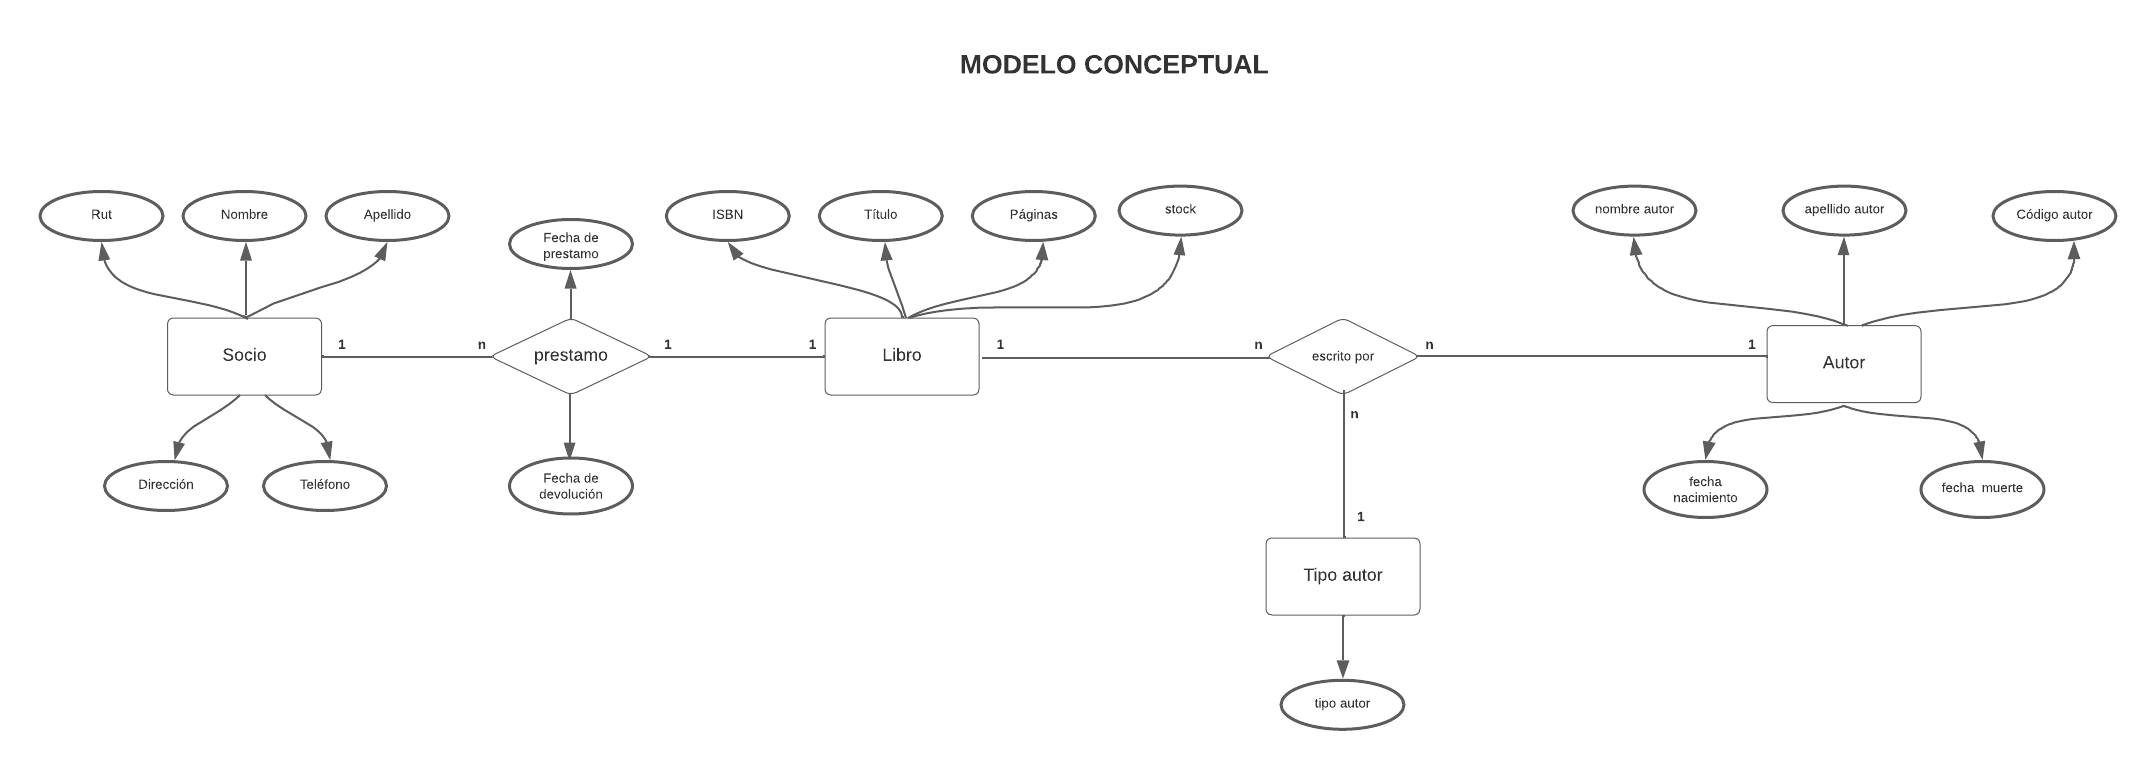 MODELO CONCEPTUAL
Rut
Nombre
Apellido
Fecha de
prestamo
ISBN
Título
Páginas
stock
nombre autor
apellido autor
Código autor
Socio
1
n
prestamo
1
1
Libro
1
n
escrito por
n
1
Autor
n
Dirección
Teléfono
Fecha de
devolución
fecha
nacimiento
fecha muerte
1
Tipo autor
tipo autor